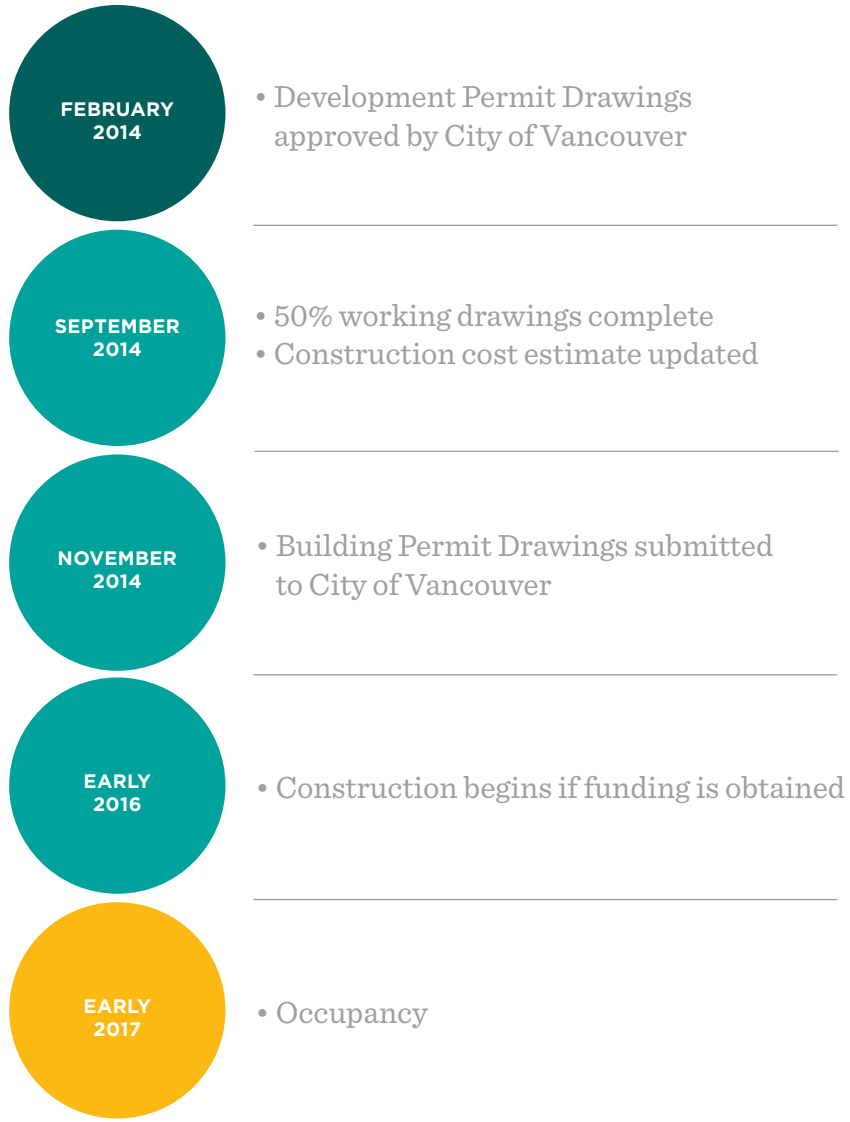 FEBRUARY
2014
• Development Permit Drawings
approved by City of Vancouver
SEPTEMBER
2014
• 50% working drawings complete
• Construction cost estimate updated
NOVEMBER
2014
• Building Permit Drawings submitted
to City of Vancouver
EARLY
2016
• Construction begins if funding is obtained
EARLY
2017
• Occupancy